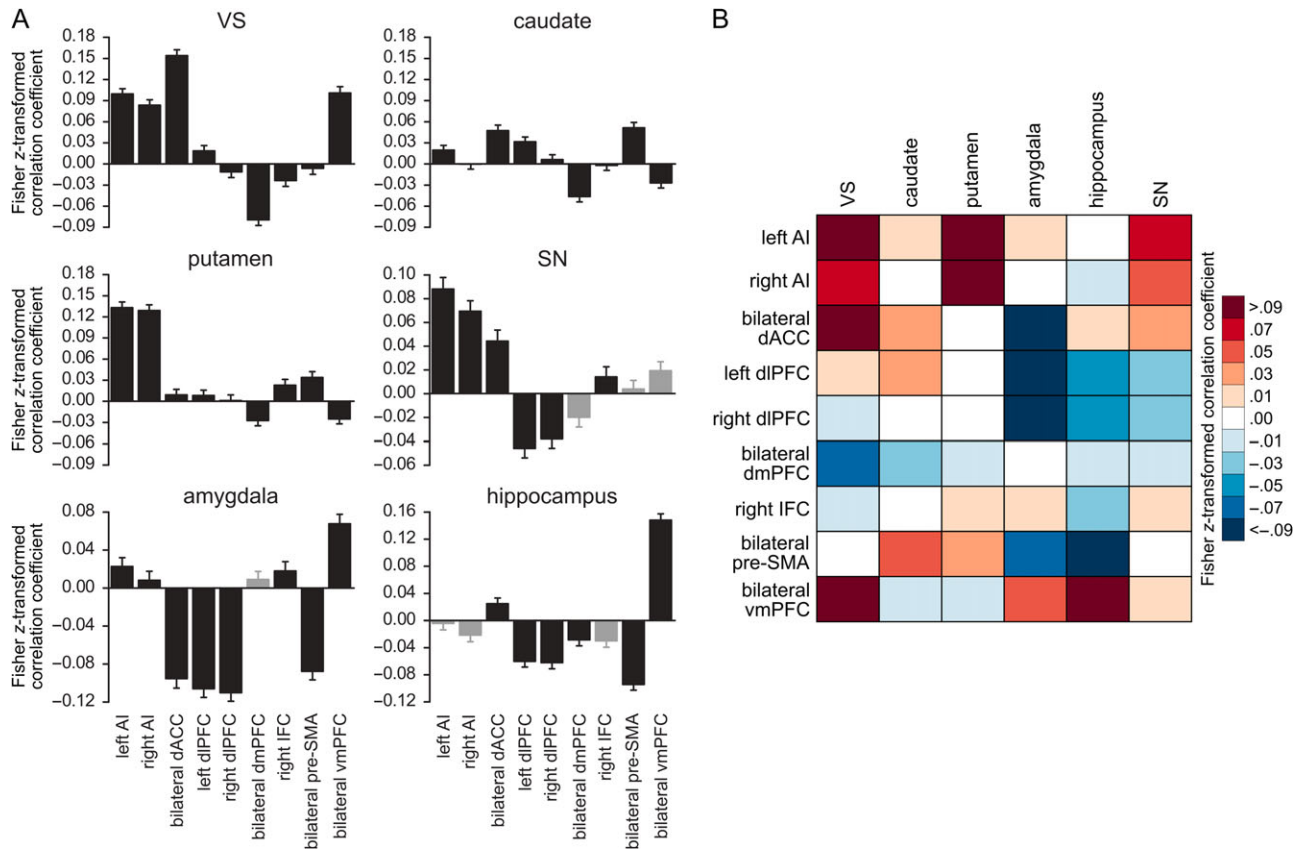 A
VS
Fisher z-transformed
correlation coefficient
0.18
0.15
0.12
0.09
0.06
0.03
0.00
−0.03
−0.06
−0.09
caudate
0.18
0.15
0.12
0.09
0.06
0.03
0.00
−0.03
−0.06
−0.09
putamen
Fisher z-transformed
correlation coefficient
0.18
0.15
0.12
0.09
0.06
0.03
0.00
−0.03
−0.06
−0.09
SN
0.10
0.08
0.06
0.04
0.02
0.00
−0.02
−0.04
−0.06
amygdala
Fisher z-transformed
correlation coefficient
0.08
0.04
0.00
−0.04
−0.08
−0.12
left AI
right AI
bilateral dACC
left dlPFC
right dlPFC
bilateral dmPFC
right IFC
bilateral pre-SMA
bilateral vmPFC
hippocampus
0.16
0.12
0.08
0.04
0.00
−0.04
−0.08
−0.12
left AI
right AI
bilateral dACC
left dlPFC
right dlPFC
bilateral dmPFC
right IFC
bilateral pre-SMA
bilateral vmPFC
B
VS
caudate
putamen
amygdala
hippocampus
SN
left AI
right AI
bilateral
dACC
left dlPFC
right dlPFC
bilateral
dmPFC
right IFC
bilateral
pre-SMA
bilateral
vmPFC
Fisher z-transformed correlation coefficient
>.09
.07
.05
.03
.01
.00
−.01
−.03
−.05
−.07
<−.09